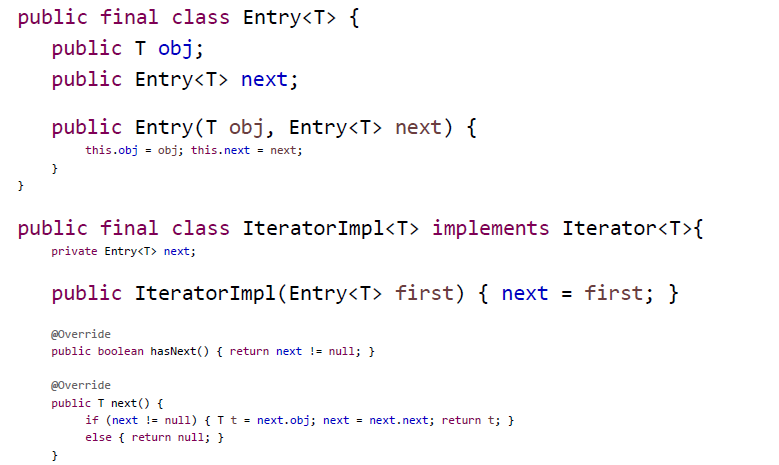 public final class Entry<T> {
public T obj;
public Entry<T> next;
public Entry(T obj, Entry<T> next) {
this.obj = obj; this.next = next;
}
}
public final class IteratorImpl<T> implements Iterator<T>{
private Entry<T> next;
public IteratorImpl(Entry<T> first) { next = first; }
@Override
public boolean hasNext() { return next != null; }
@Override
public T next() {
if (next != null) { T t = next.obj; next = next.next; return t; }
else { return null; }
}